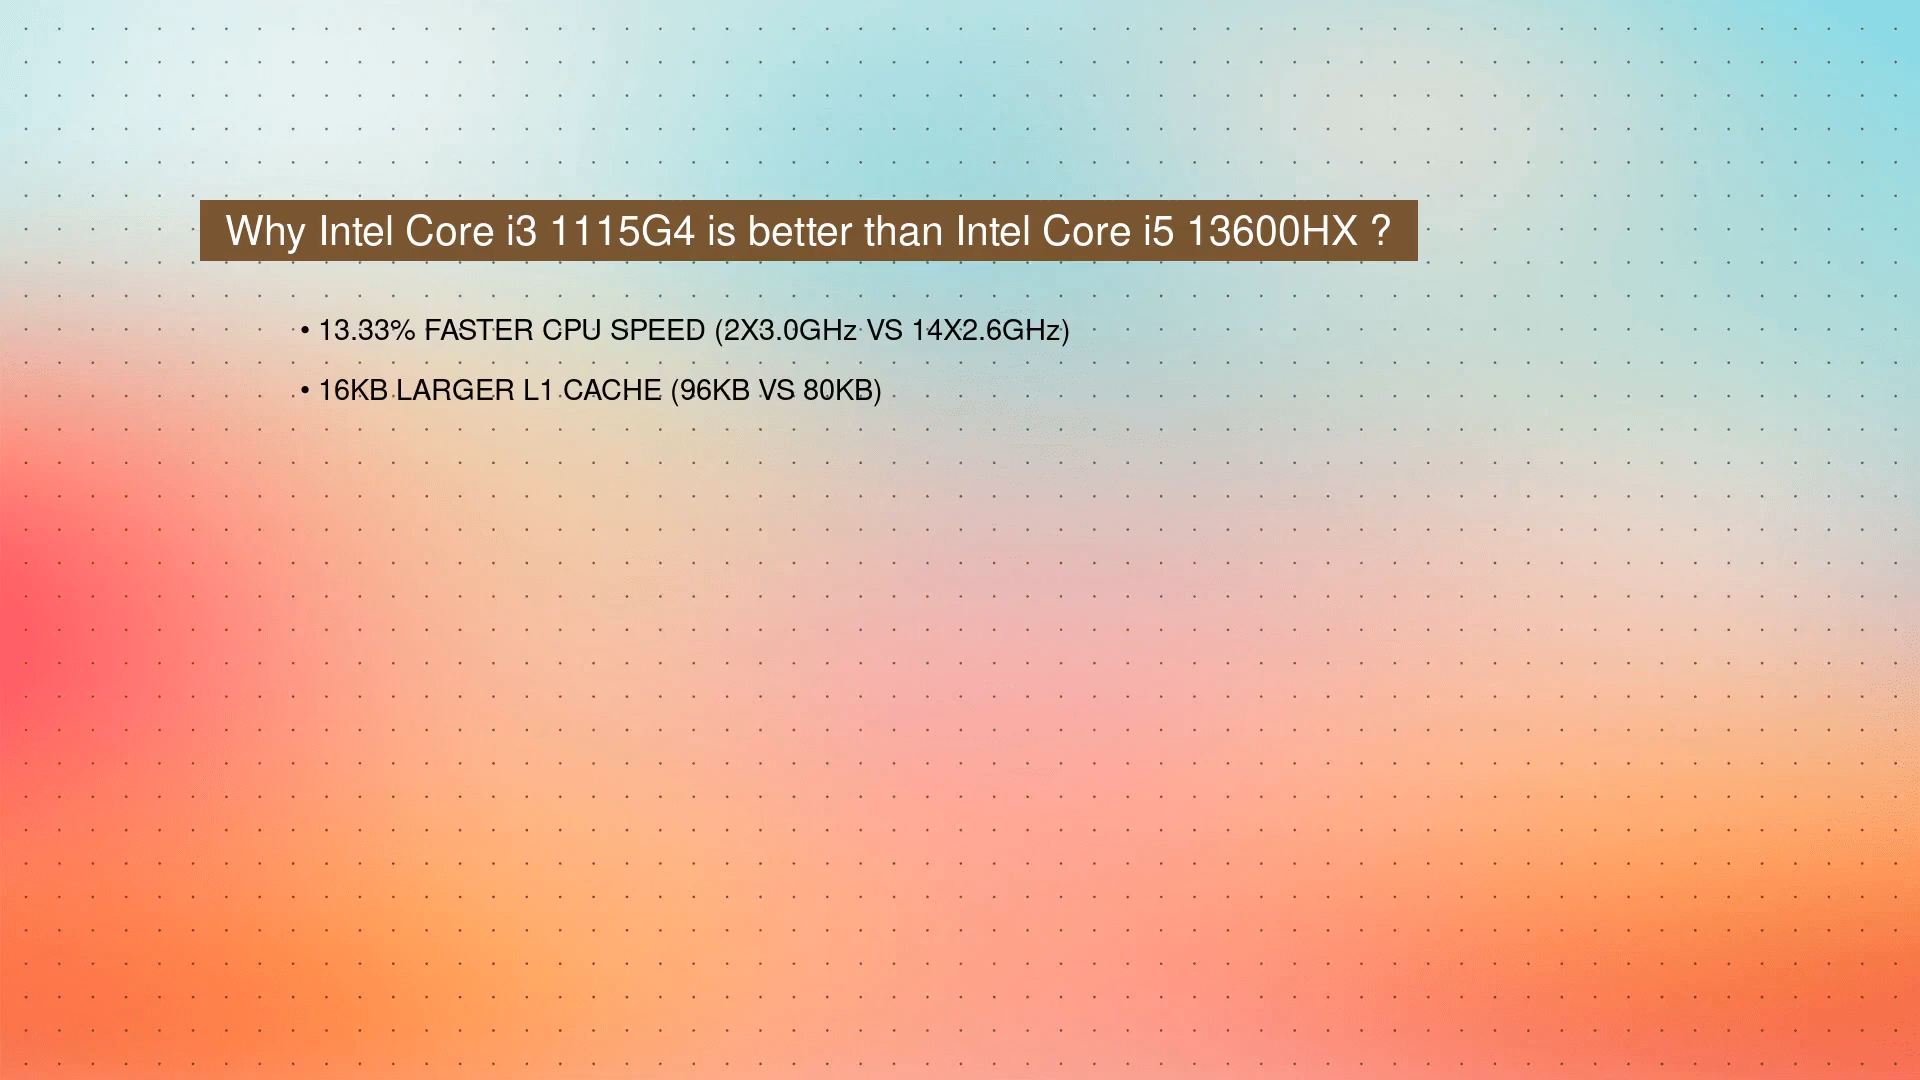 Why Intel Core i3 1115G4 is better than Intel Core i5 13600HX ?
• 13.33% FASTER CPU SPEED (2X3.0GHz VS 14X2.6GHz)
• 16KB LARGER L1 CACHE (96KB VS 80KB)